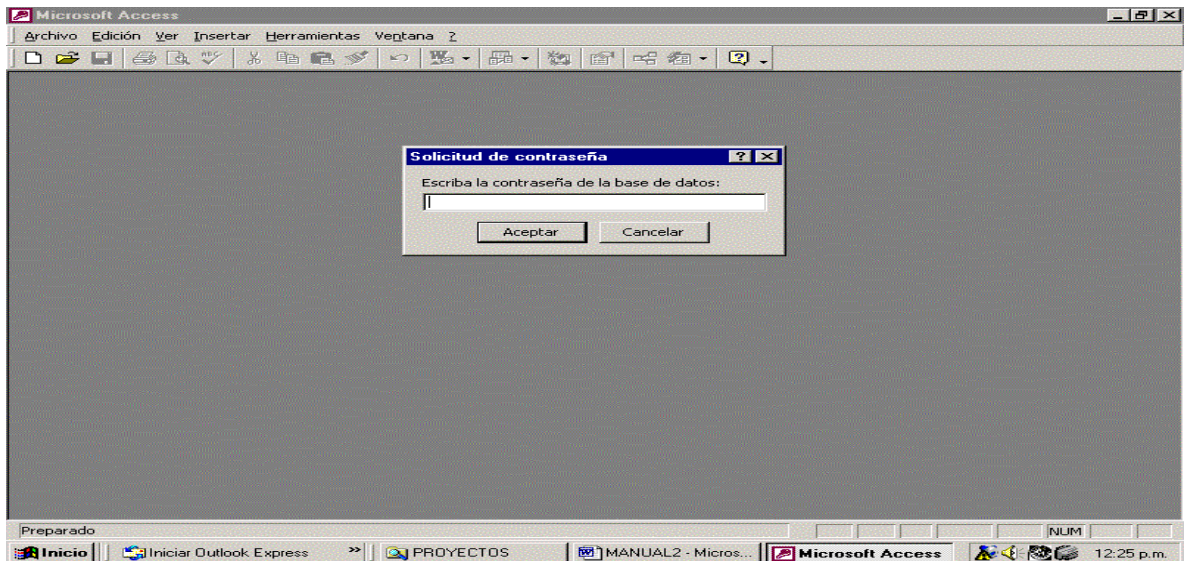 Microsoft Access
Archivo Edición Ver Insertar Herramientas Ventana ?
Solicitud de contraseña
Escriba la contraseña de la base de datos:
Aceptar Cancelar
Preparado NUM
Inicio Iniciar Outlook Express » PROYECTOS MANUAL2 - Micros... Microsoft Access 12:25 p.m.